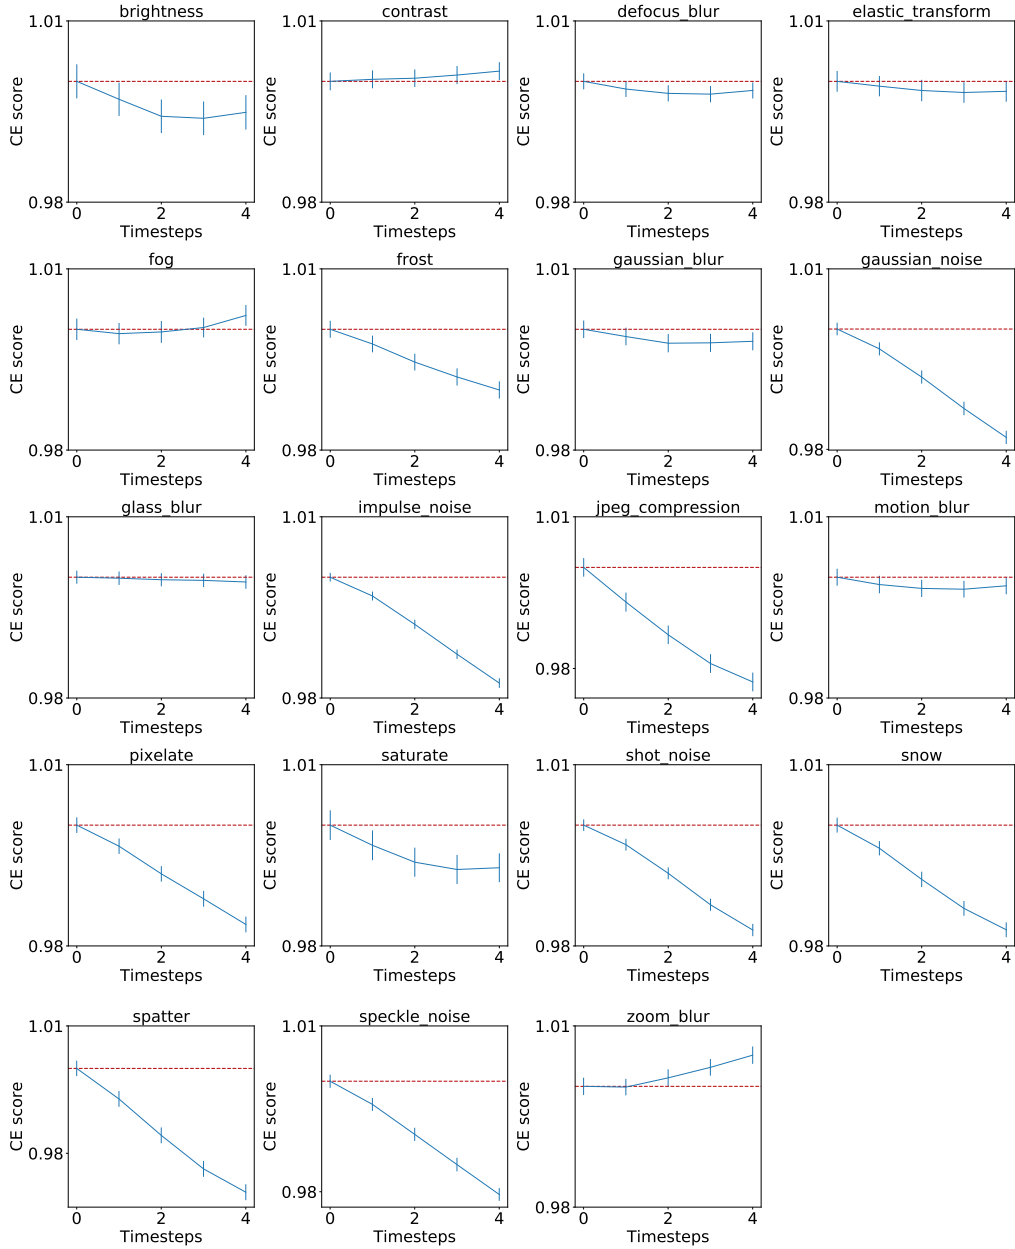 brightness
contrast
defocus_blur
elastic_transform
1.01
1.01
1.01
1.01
CE score
CE score
CE score
CE score
0.98
0.98
0.98
0.98
0 2 4
0 2 4
0 2 4
0 2 4
Timesteps
Timesteps
Timesteps
Timesteps
fog
frost
gaussian_blur
gaussian_noise
1.01
1.01
1.01
1.01
CE score
CE score
CE score
CE score
0.98
0.98
0.98
0.98
0 2 4
0 2 4
0 2 4
0 2 4
Timesteps
Timesteps
Timesteps
Timesteps
glass_blur
impulse_noise
jpeg_compression
motion_blur
1.01
1.01
1.01
1.01
CE score
CE score
CE score
CE score
0.98
0.98
0.98
0.98
0 2 4
0 2 4
0 2 4
0 2 4
Timesteps
Timesteps
Timesteps
Timesteps
pixelate
saturate
shot_noise
snow
1.01
1.01
1.01
1.01
CE score
CE score
CE score
CE score
0.98
0.98
0.98
0.98
0 2 4
0 2 4
0 2 4
0 2 4
Timesteps
Timesteps
Timesteps
Timesteps
spatter
speckle_noise
zoom_blur
1.01
1.01
1.01
CE score
CE score
CE score
0.98
0.98
0.98
0 2 4
0 2 4
0 2 4
Timesteps
Timesteps
Timesteps